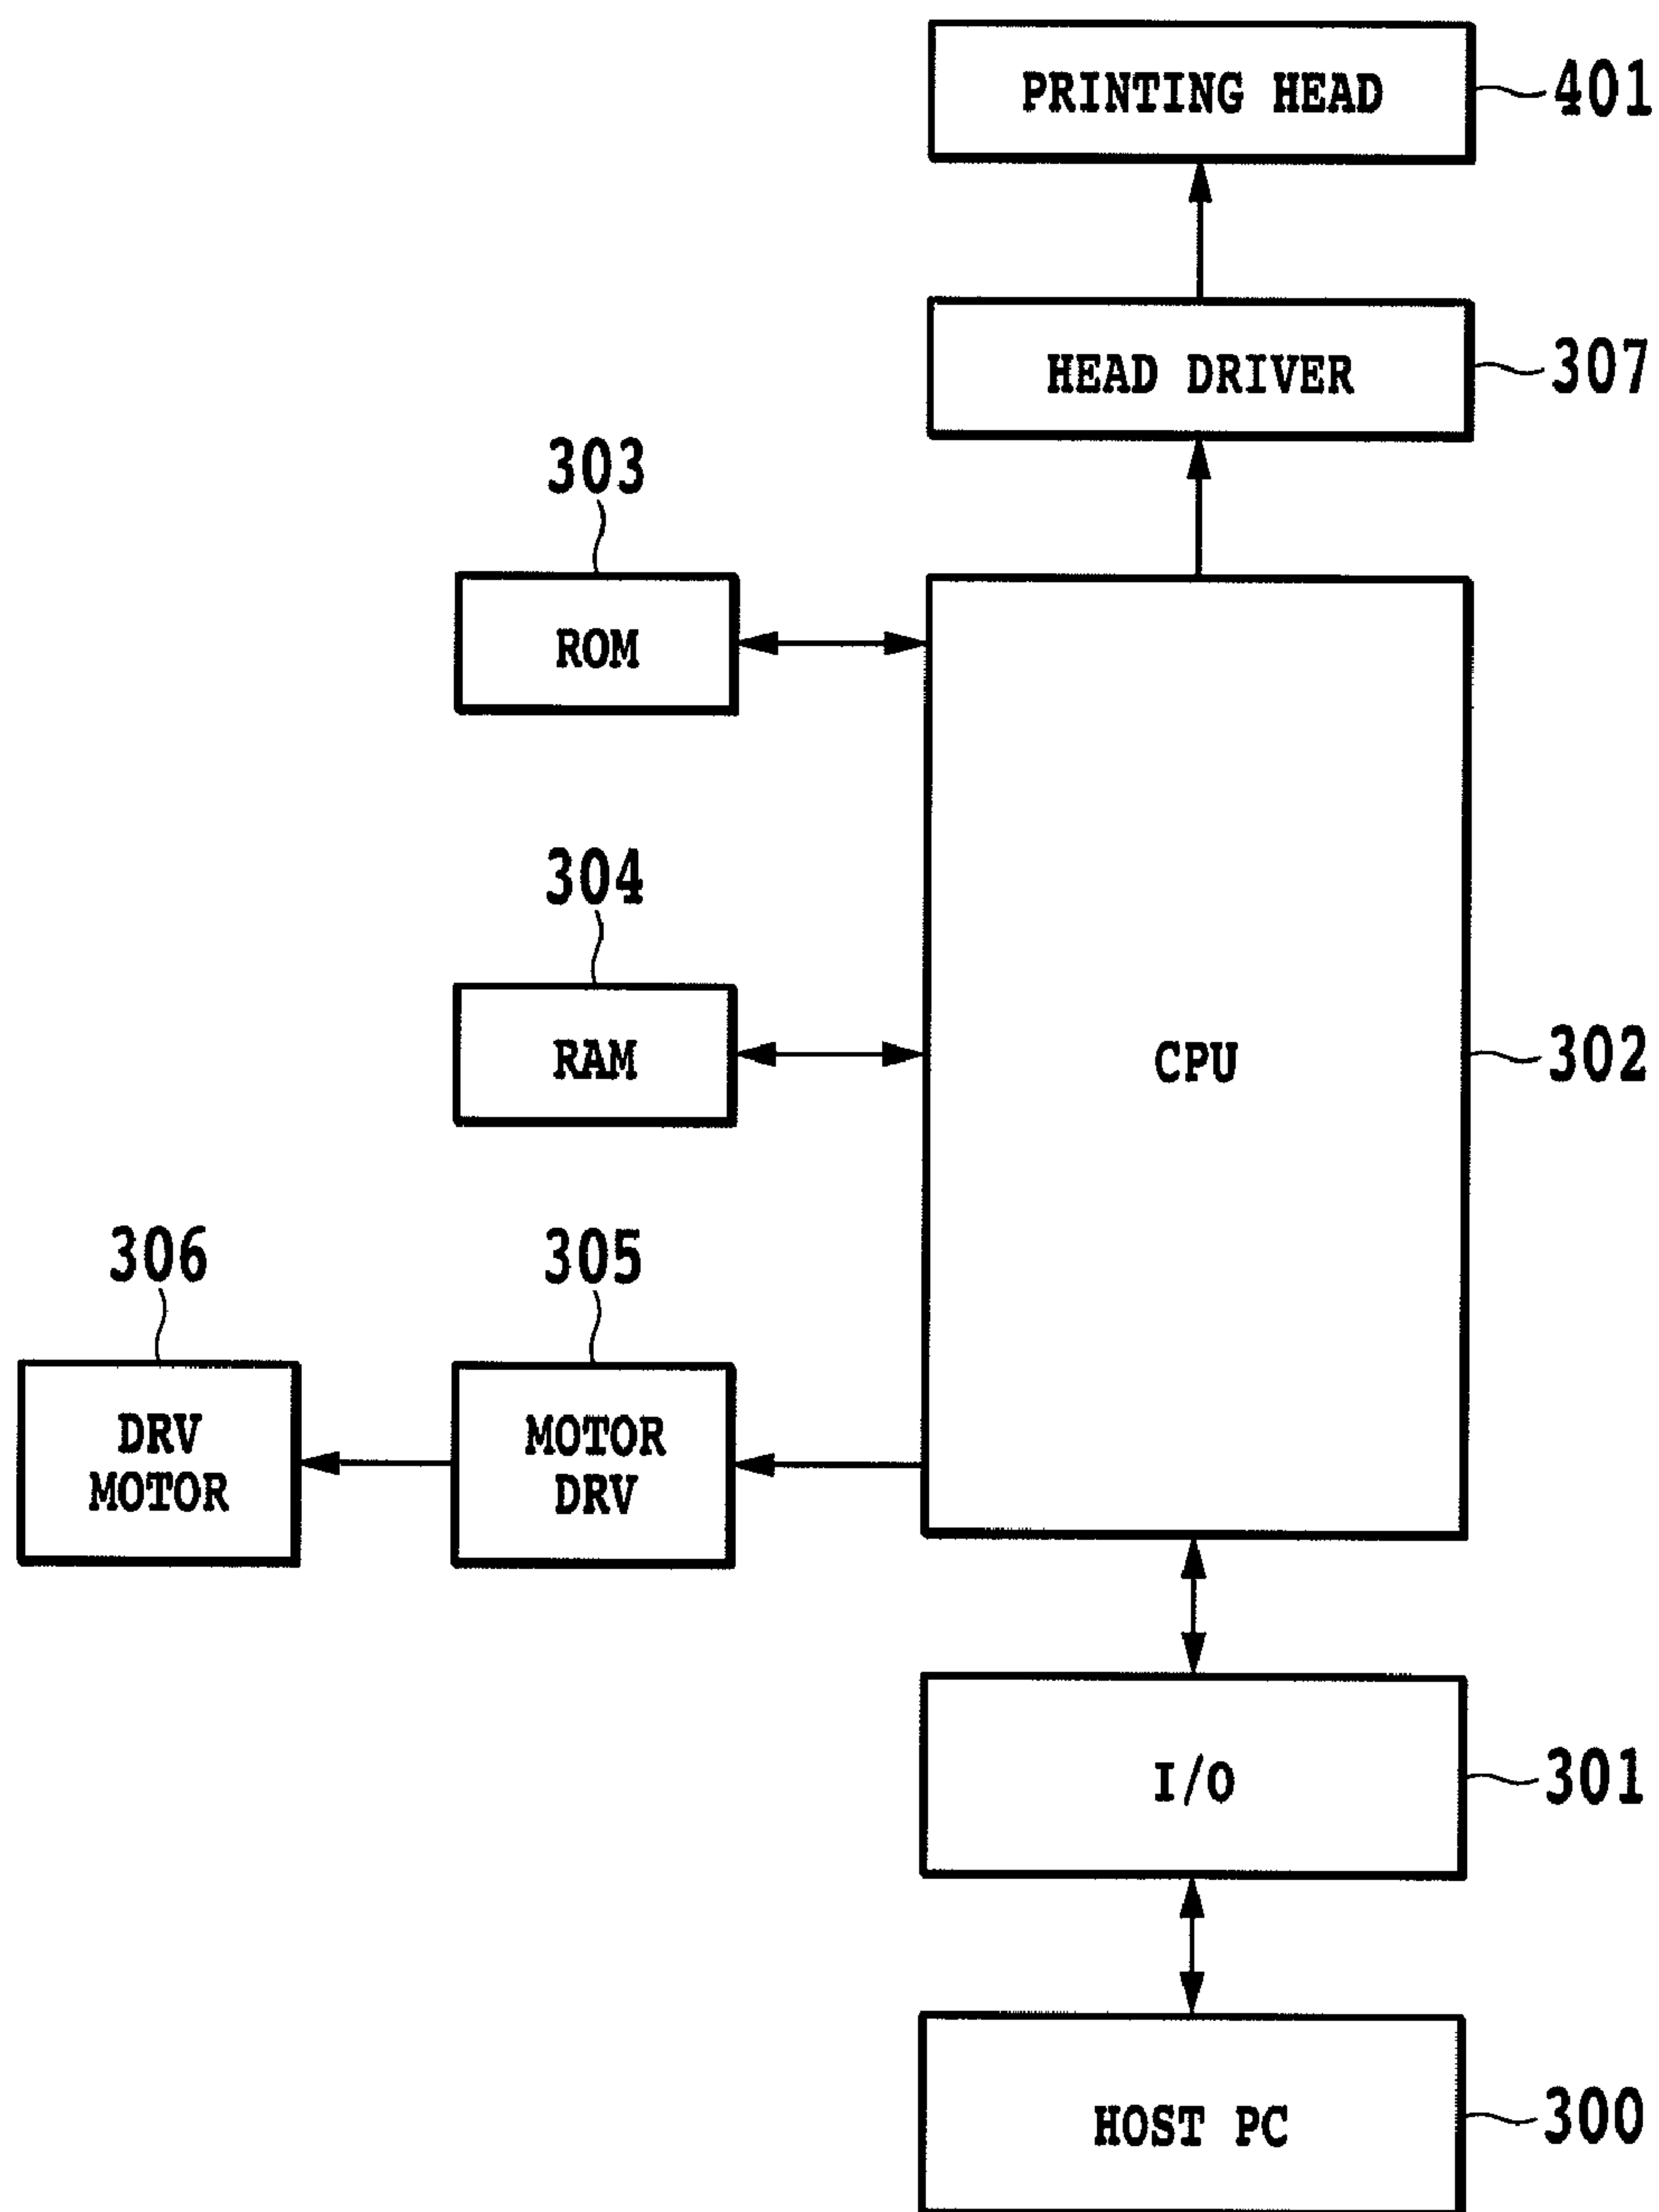 PRINTING HEAD
401
HEAD DRIVER
307
303
ROM
304
RAM
CPU
302
306
305
DRV
MOTOR
MOTOR
DRV
I/O
301
HOST PC
300